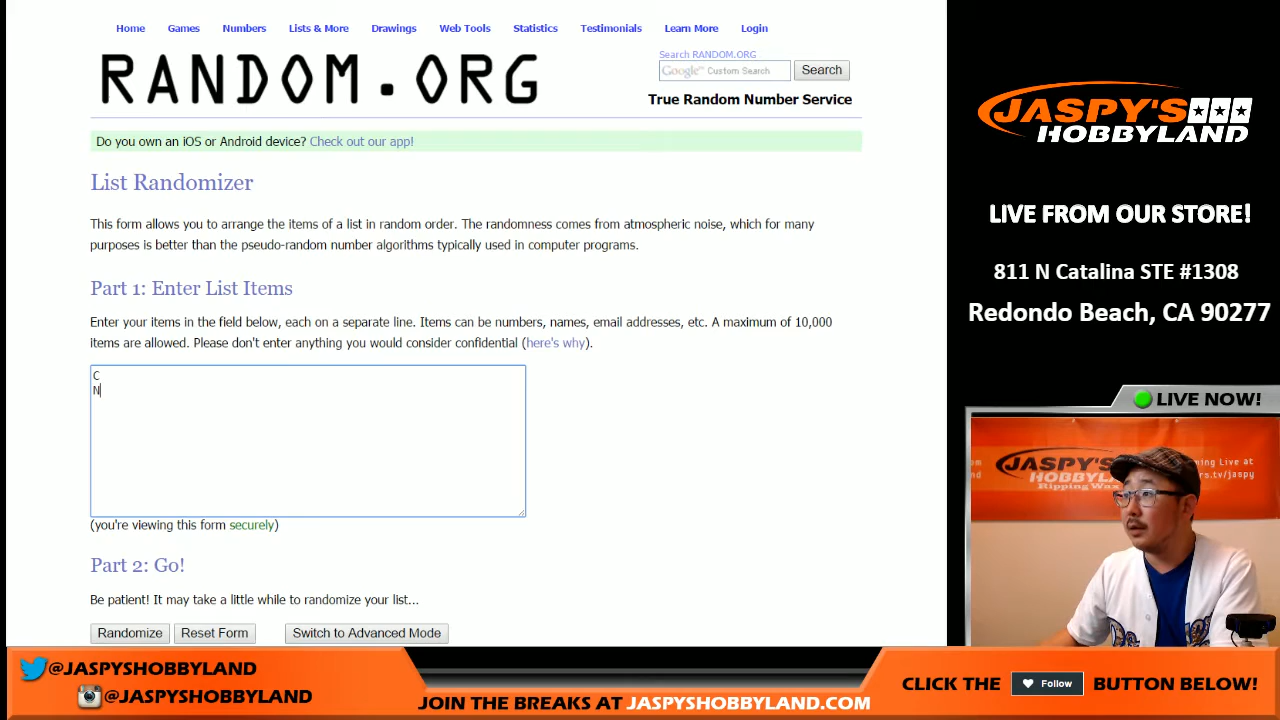 Home Games Numbers Lists & More Drawings Web Tools Statistics Testimonials Learn More Login
RANDOM.ORG
Search RANDOM.ORG
Google™ Custom Search Search
True Random Number Service
Do you own an iOS or Android device? Check out our app!
List Randomizer
This form allows you to arrange the items of a list in random order. The randomness comes from atmospheric noise, which for many
purposes is better than the pseudo-random number algorithms typically used in computer programs.
Part 1: Enter List Items
Enter your items in the field below, each on a separate line. Items can be numbers, names, email addresses, etc. A maximum of 10,000
items are allowed. Please don't enter anything you would consider confidential (here's why).
C
N
(you're viewing this form securely)
Part 2: Go!
Be patient! It may take a little while to randomize your list...
Randomize Reset Form Switch to Advanced Mode
JASPY'S
HOBBYLAND
LIVE FROM OUR STORE!
811 N Catalina STE #1308
Redondo Beach, CA 90277
LIVE NOW!
JASPY'S
HOBBYLAND
Ripping Wax
ming Live at
rs.tv/jaspy
@JASPYSHOBBYLAND
@JASPYSHOBBYLAND
JOIN THE BREAKS AT JASPYSHOBBYLAND.COM
CLICK THE Follow BUTTON BELOW!